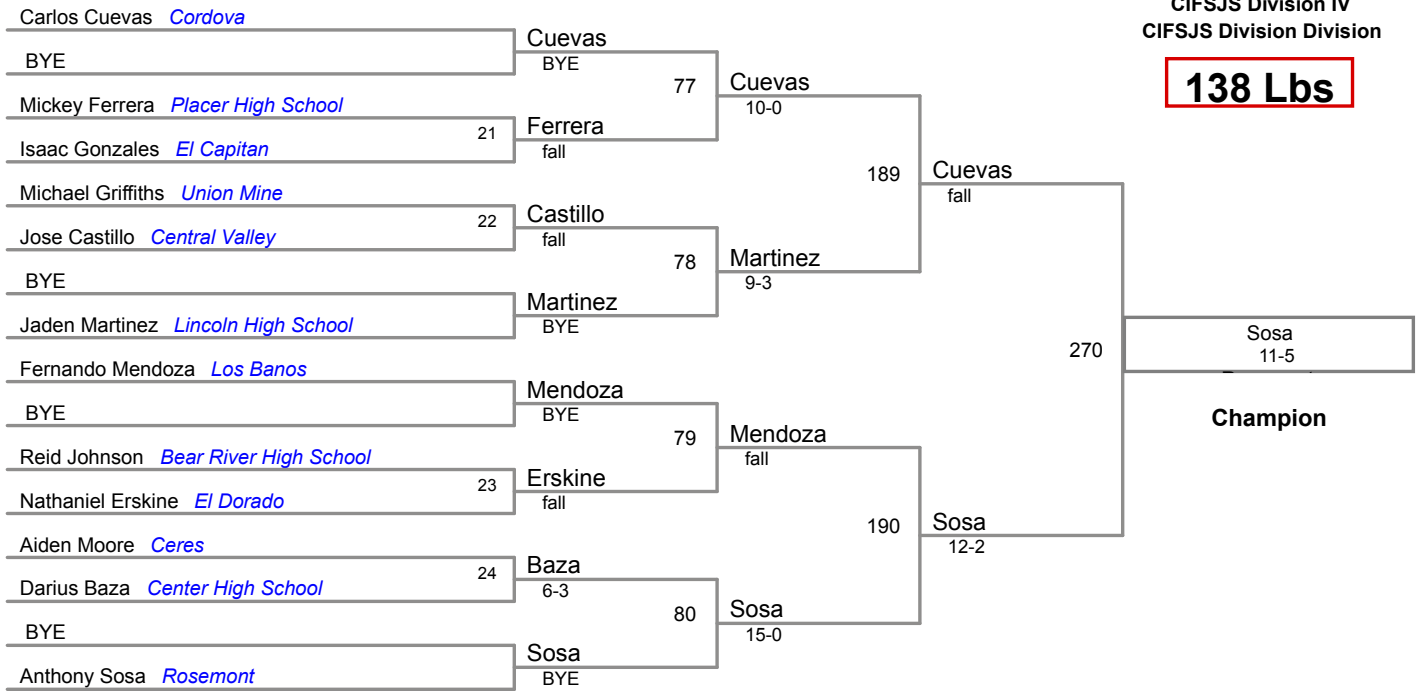 CIFSJS Division IV
CIFSJS Division Division
138 Lbs
Carlos Cuevas Cordova
BYE
Mickey Ferrera Placer High School
Isaac Gonzales El Capitan
Michael Griffiths Union Mine
Jose Castillo Central Valley
BYE
Jaden Martinez Lincoln High School
Fernando Mendoza Los Banos
BYE
Reid Johnson Bear River High School
Nathaniel Erskine El Dorado
Aiden Moore Ceres
Darius Baza Center High School
BYE
Anthony Sosa Rosemont
21
22
23
24
Cuevas
BYE
Ferrera
fall
Castillo
fall
Martinez
BYE
Mendoza
BYE
Erskine
fall
Baza
6-3
Sosa
BYE
77
78
79
80
Cuevas
10-0
Martinez
9-3
Mendoza
fall
Sosa
15-0
189
190
Cuevas
fall
Sosa
12-2
270
Sosa
11-5
Champion